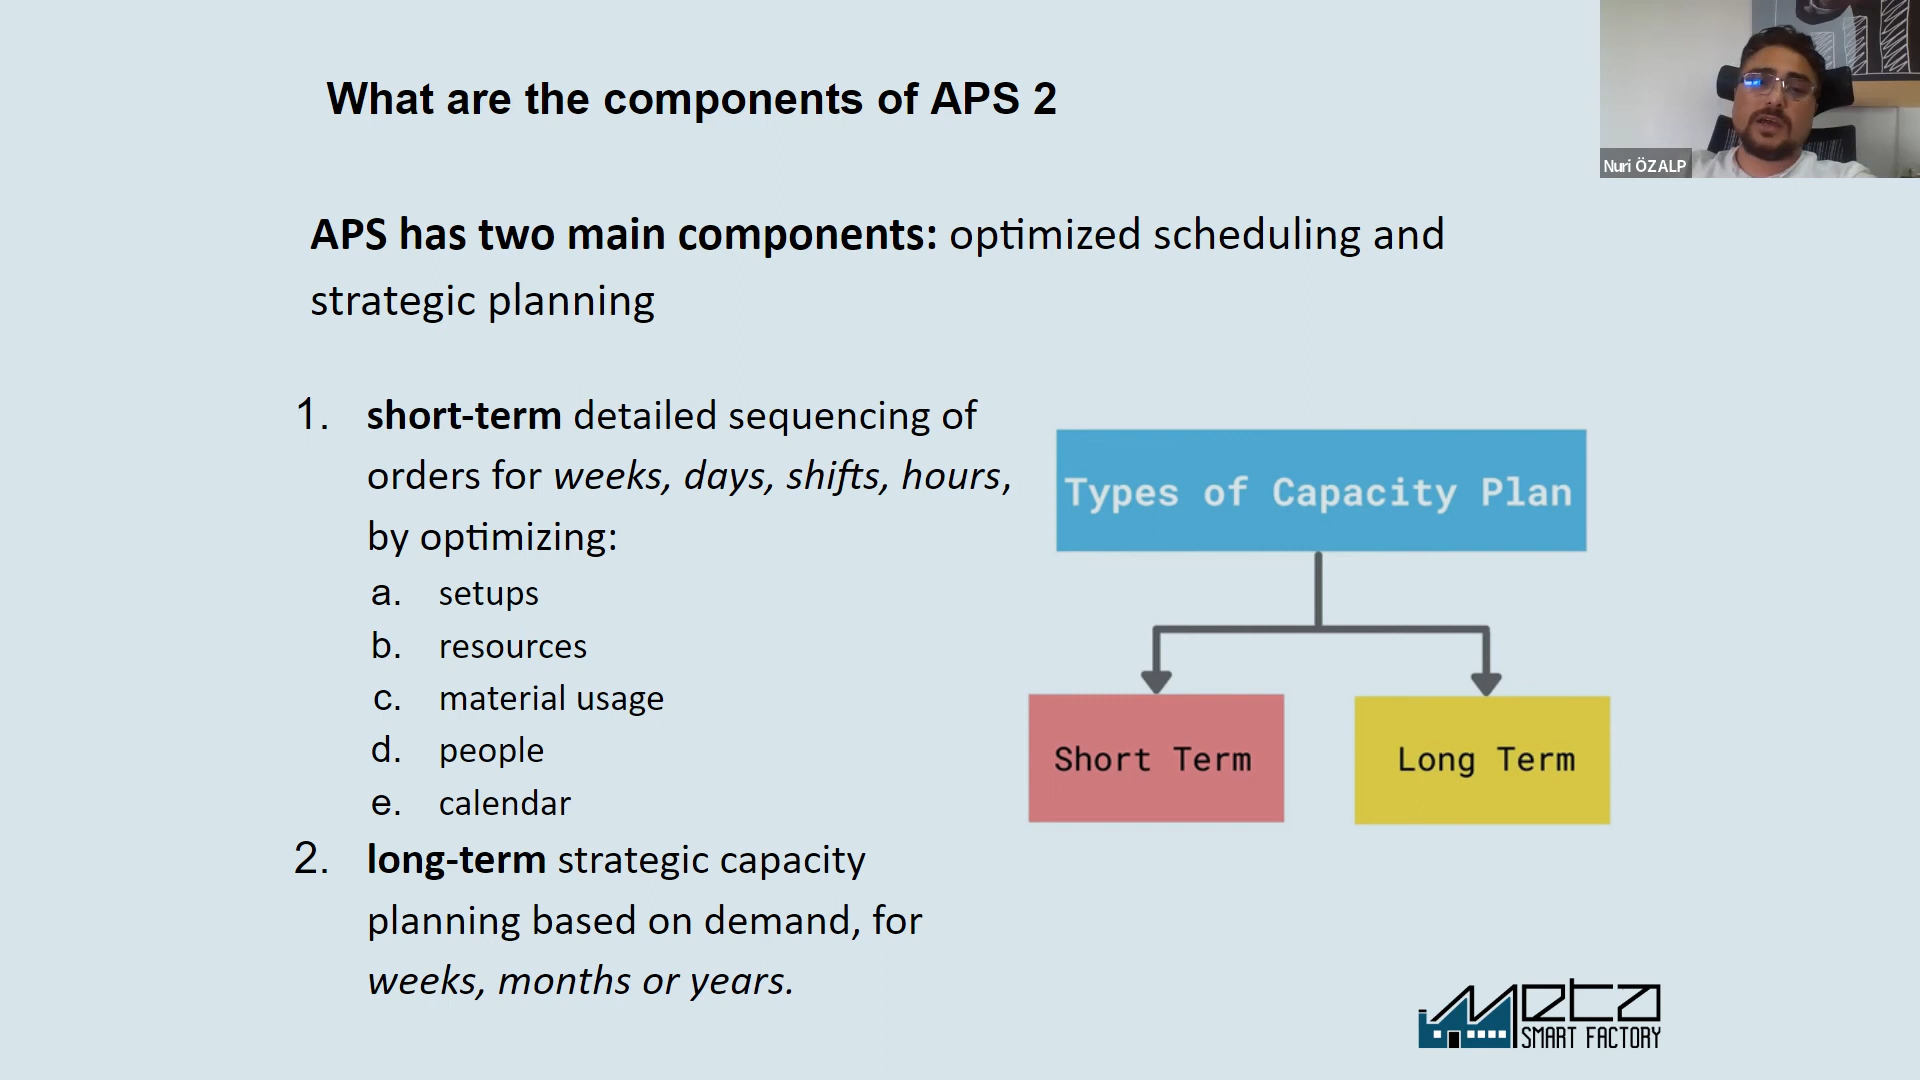 What are the components of APS 2
Nuri ÖZALP
APS has two main components: optimized scheduling and
strategic planning
1. short-term detailed sequencing of
orders for weeks, days, shifts, hours,
by optimizing:
a. setups
b. resources
c. material usage
d. people
e. calendar
2. long-term strategic capacity
planning based on demand, for
weeks, months or years.
Types of Capacity Plan
Short Term
Long Term
Meta
SMART FACTORY